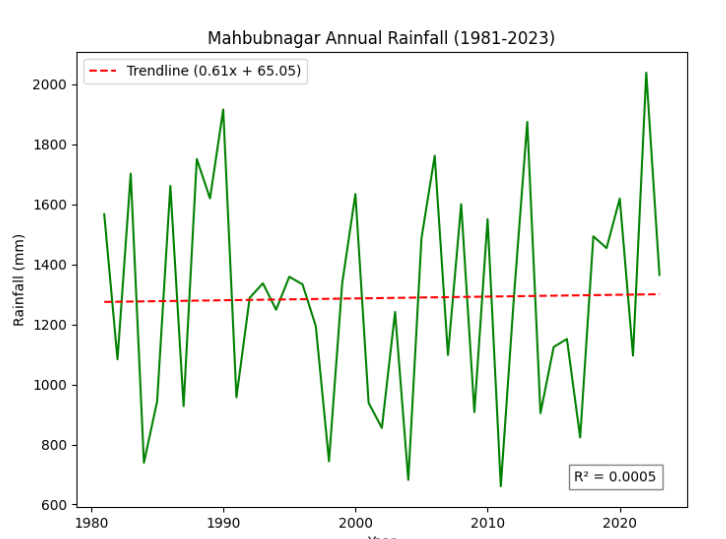 Mahbubnagar Annual Rainfall (1981-2023)
Trendline (0.61x + 65.05)
2000
1800
1600
1400
1200
1000
800
600
Rainfall (mm)
R² = 0.0005
1980
1990
2000
2010
2020
Year